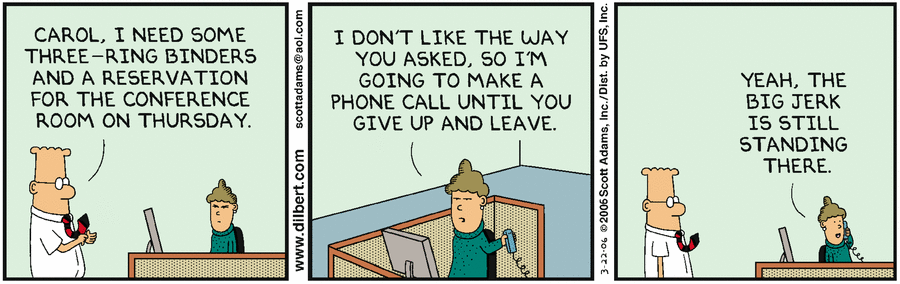 CAROL, I NEED SOME
THREE-RING BINDERS
AND A RESERVATION
FOR THE CONFERENCE
ROOM ON THURSDAY.
www.dilbert.com scottadams@aol.com
I DON'T LIKE THE WAY
YOU ASKED, SO I'M
GOING TO MAKE A
PHONE CALL UNTIL YOU
GIVE UP AND LEAVE.
3-22-06 ©2006 Scott Adams, Inc./Dist. by UFS, Inc.
YEAH, THE
BIG JERK
IS STILL
STANDING
THERE.